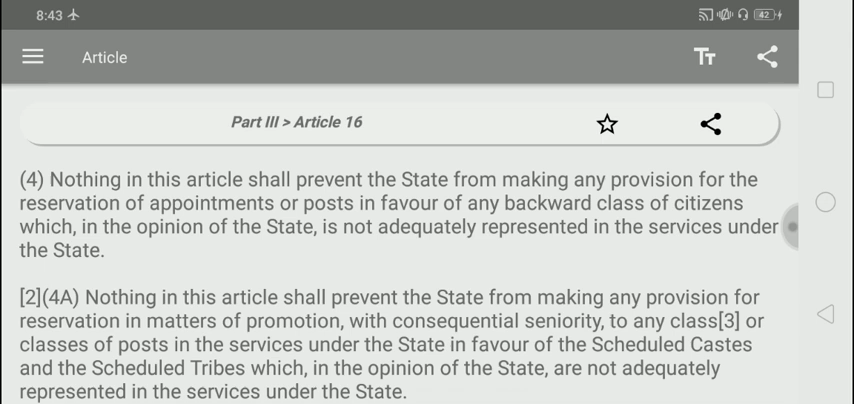 8:43
42
Article
Tт
Part III > Article 16
(4) Nothing in this article shall prevent the State from making any provision for the
reservation of appointments or posts in favour of any backward class of citizens
which, in the opinion of the State, is not adequately represented in the services under
the State.
[2](4A) Nothing in this article shall prevent the State from making any provision for
reservation in matters of promotion, with consequential seniority, to any class[3] or
classes of posts in the services under the State in favour of the Scheduled Castes
and the Scheduled Tribes which, in the opinion of the State, are not adequately
represented in the services under the State.